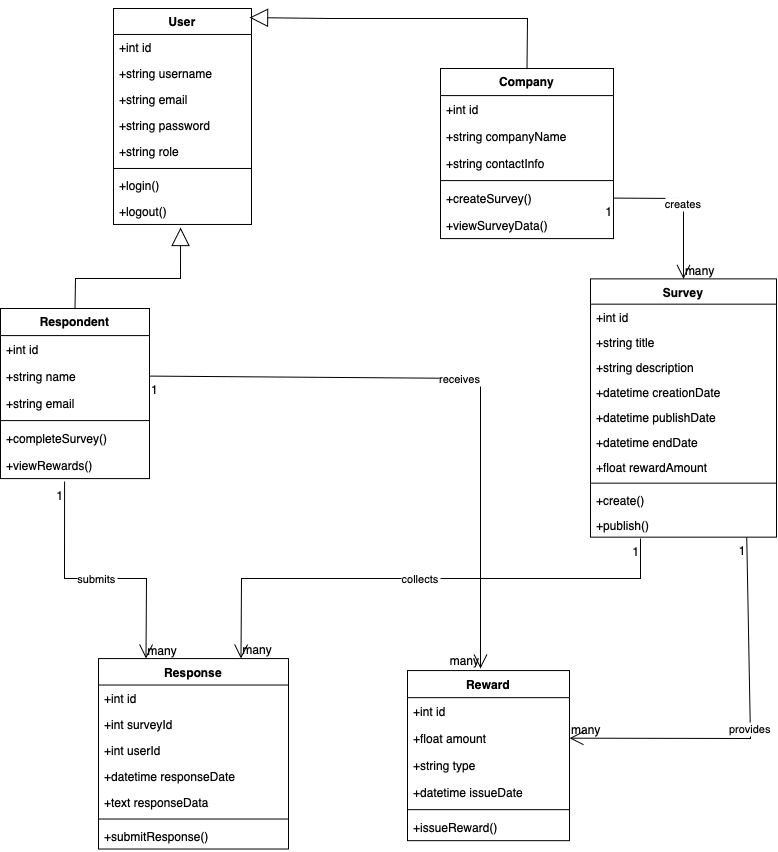 User
+int id
+string username
+string email
+string password
+string role
+login()
+logout()
Company
+int id
+string companyName
+string contactInfo
+createSurvey()
+viewSurveyData()
1
creates
many
Survey
+int id
+string title
+string description
+datetime creationDate
+datetime publishDate
+datetime endDate
+float rewardAmount
+create()
+publish()
Respondent
+int id
+string name
+string email
+completeSurvey()
+viewRewards()
1
receives
many
1
submits
many
1
collects
many
1
provides
many
Response
+int id
+int surveyId
+int userId
+datetime responseDate
+text responseData
+submitResponse()
Reward
+int id
+float amount
+string type
+datetime issueDate
+issueReward()